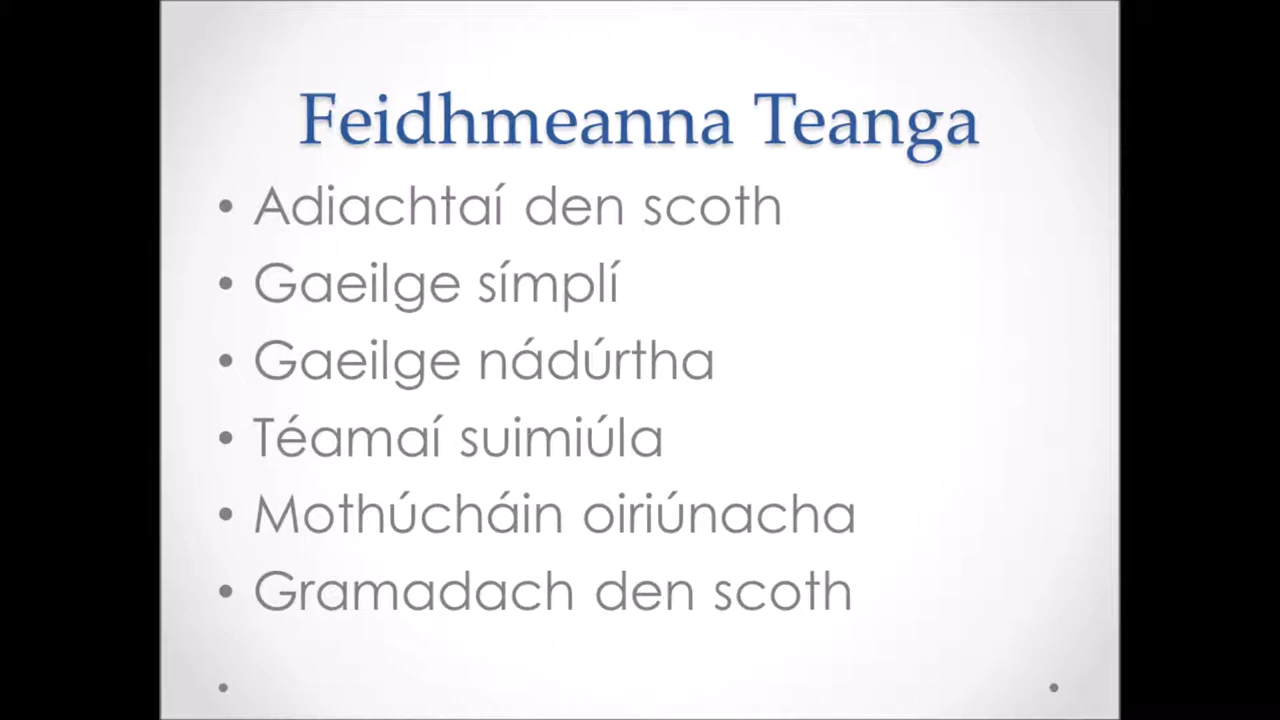 Feidhmeanna Teanga
• Adiachtaí den scoth
• Gaeilge símplí
• Gaeilge nádúrtha
• Téamaí suimiúla
• Mothúcháin oiriúnacha
• Gramadach den scoth